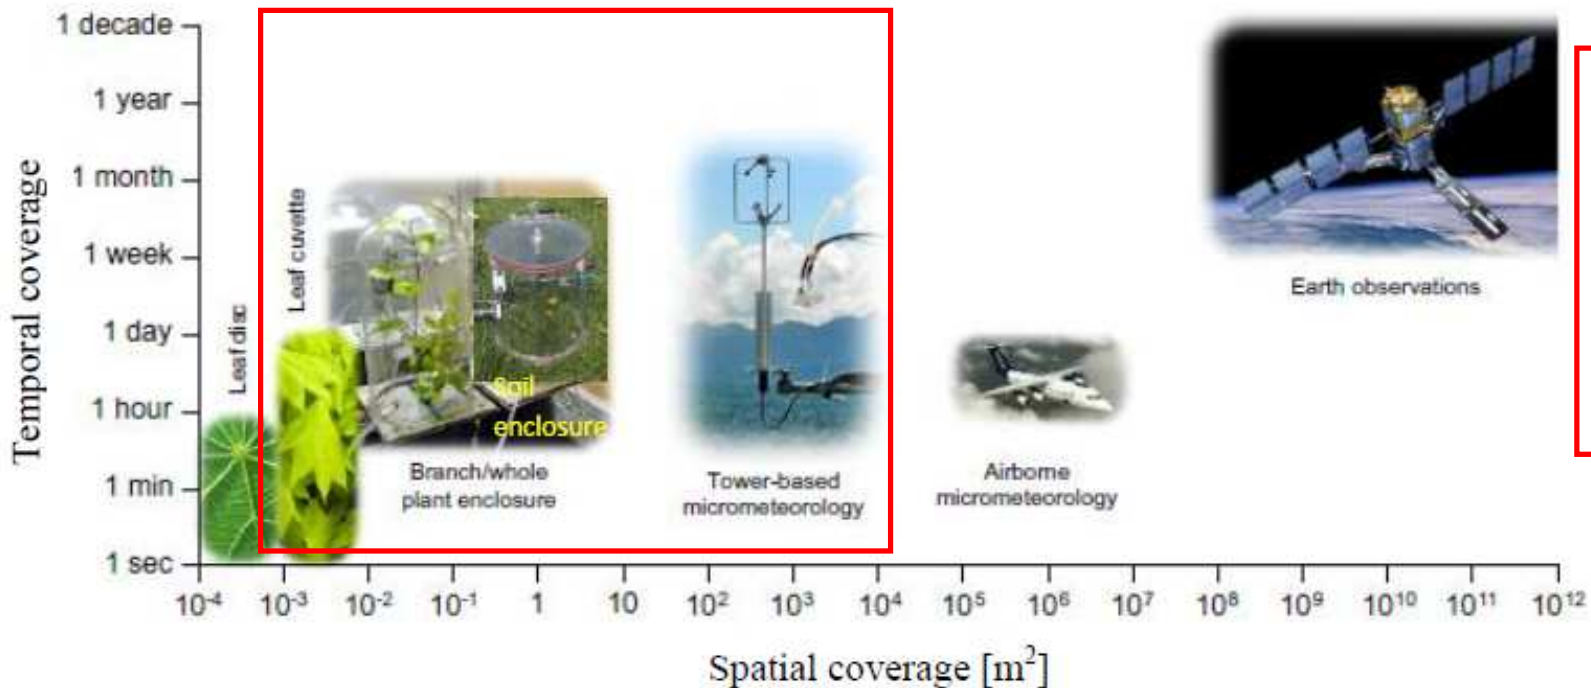 1 decade
1 year
1 month
1 week
1 day
1 hour
1 min
1 sec
Temporal coverage
Leaf disc
Leaf cuvette
Soil
enclosure
Branch/whole
plant enclosure
Tower-based
micrometeorology
Airborne
micrometeorology
Earth observations
10⁻⁴ 10⁻³ 10⁻² 10⁻¹ 1 10 10² 10³ 10⁴ 10⁵ 10⁶ 10⁷ 10⁸ 10⁹ 10¹⁰ 10¹¹ 10¹²
Spatial coverage [m²]